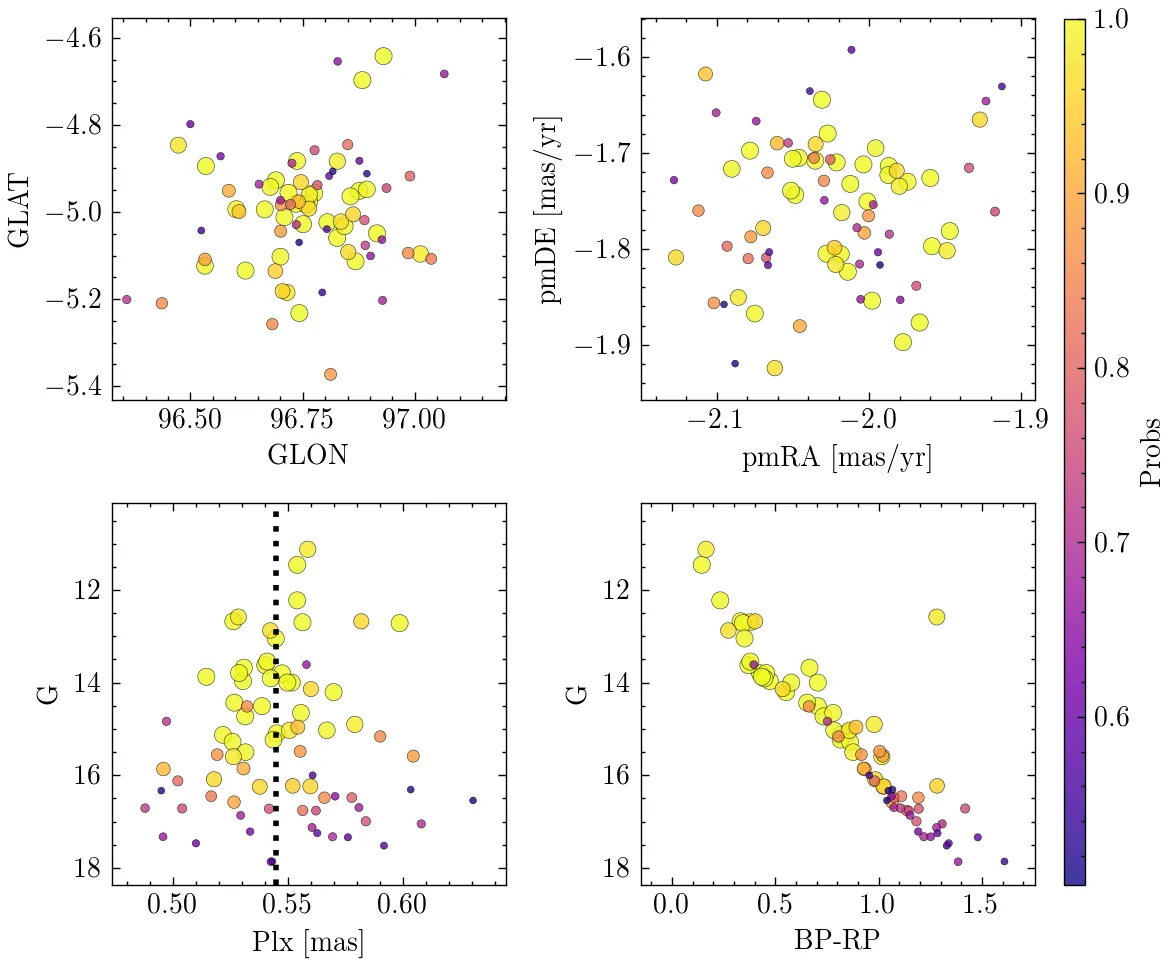 −4.6
−4.8
−5.0
−5.2
−5.4
GLAT
96.50 96.75 97.00
GLON
−1.6
−1.7
−1.8
−1.9
pmDE [mas/yr]
−2.1 −2.0 −1.9
pmRA [mas/yr]
1.0
0.9
0.8
0.7
0.6
Probs
12
14
16
18
G
0.50 0.55 0.60
Plx [mas]
12
14
16
18
G
0.0 0.5 1.0 1.5
BP-RP